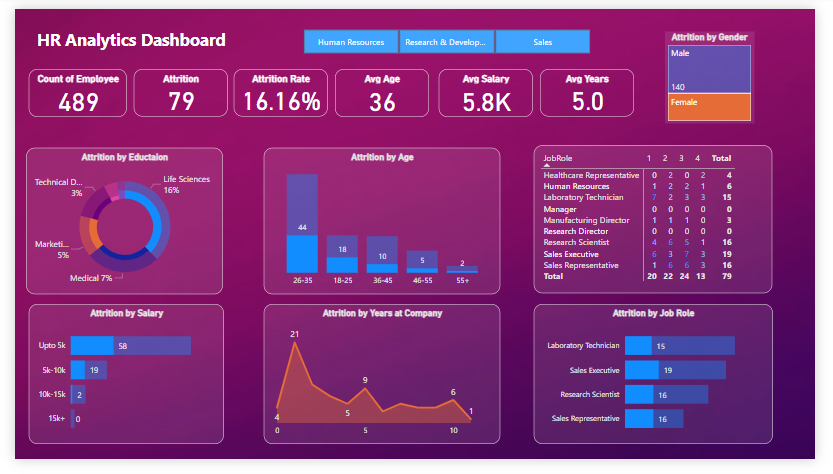 HR Analytics Dashboard
Human Resources
Research & Develop...
Sales
Attrition by Gender
Male
140
Female
Count of Employee
489
Attrition
79
Attrition Rate
16.16%
Avg Age
36
Avg Salary
5.8K
Avg Years
5.0
Attrition by Eductaion
Technical D...
3%
Life Sciences
16%
Marketi...
5%
Medical 7%
Attrition by Age
44
18
10
5
2
26-35 18-25 36-45 46-55 55+
JobRole 1 2 3 4 Total
Healthcare Representative 0 2 0 2 4
Human Resources 1 2 2 1 6
Laboratory Technician 7 2 3 3 15
Manager 0 0 0 0 0
Manufacturing Director 1 1 1 0 3
Research Director 0 0 0 0 0
Research Scientist 4 6 5 1 16
Sales Executive 6 3 7 3 19
Sales Representative 1 6 6 3 16
Total 20 22 24 13 79
Attrition by Salary
Upto 5k 58
5k-10k 19
10k-15k 2
15k+ 0
Attrition by Years at Company
21
9
6
4
5
1
0 5 10
Attrition by Job Role
Laboratory Technician 15
Sales Executive 19
Research Scientist 16
Sales Representative 16